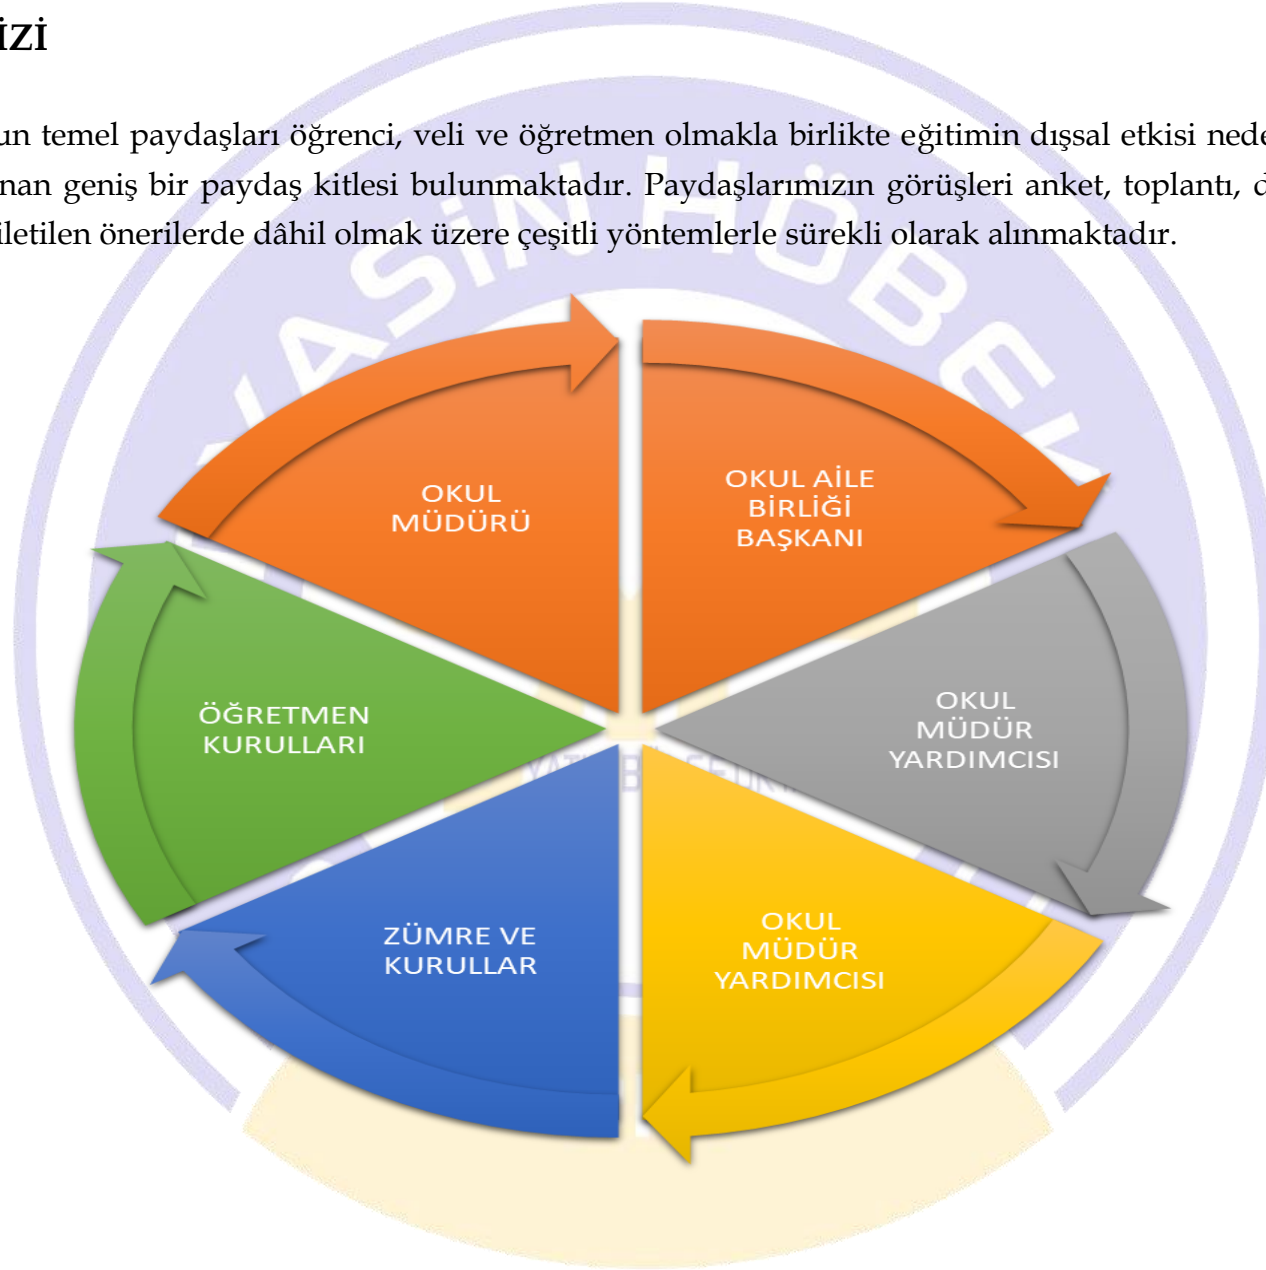 İZİ
un temel paydaşları öğrenci, veli ve öğretmen olmakla birlikte eğitimin dışsal etkisi nede
nan geniş bir paydaş kitlesi bulunmaktadır. Paydaşlarımızın görüşleri anket, toplantı, d
iletilen önerilerde dâhil olmak üzere çeşitli yöntemlerle sürekli olarak alınmaktadır.
YASİN HÖBEK
OKUL
MÜDÜRÜ
OKUL AİLE
BİRLİĞİ
BAŞKANI
OKUL
MÜDÜR
YARDIMCISI
OKUL
MÜDÜR
YARDIMCISI
ZÜMRE VE
KURULLAR
ÖĞRETMEN
KURULLARI